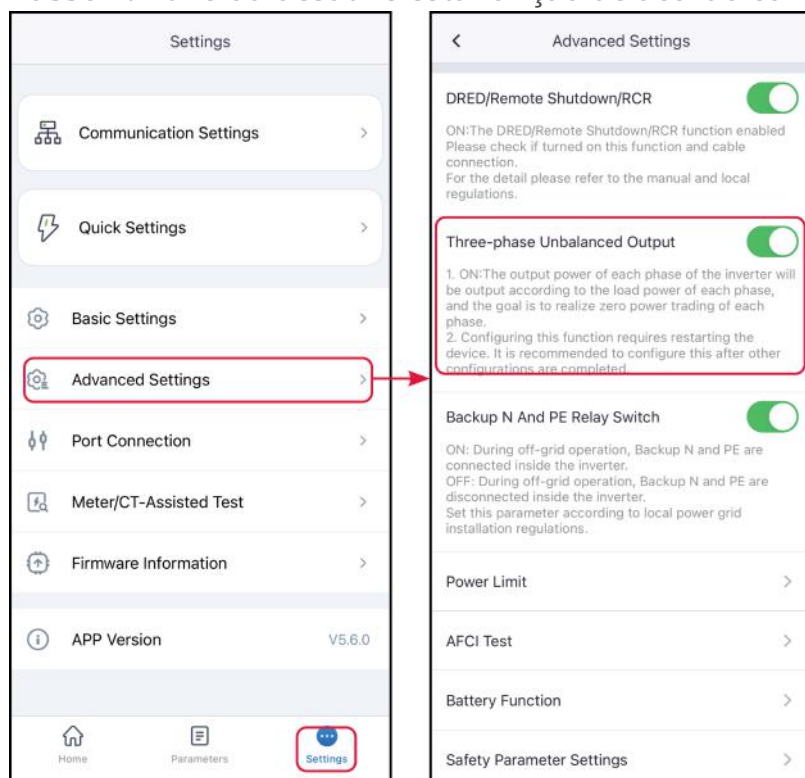 Settings
Communication Settings
Quick Settings
Basic Settings
Advanced Settings
Port Connection
Meter/CT-Assisted Test
Firmware Information
APP Version V5.6.0
Home Parameters Settings
Advanced Settings
DRED/Remote Shutdown/RCR
ON:The DRED/Remote Shutdown/RCR function enabled
Please check if turned on this function and cable
connection.
For the detail please refer to the manual and local
regulations.
Three-phase Unbalanced Output
1. ON:The output power of each phase of the inverter will
be output according to the load power of each phase,
and the goal is to realize zero power trading of each
phase.
2. Configuring this function requires restarting the
device. It is recommended to configure this after other
configurations are completed.
Backup N And PE Relay Switch
ON: During off-grid operation, Backup N and PE are
connected inside the inverter.
OFF: During off-grid operation, Backup N and PE are
disconnected inside the inverter.
Set this parameter according to local power grid
installation regulations.
Power Limit
AFCI Test
Battery Function
Safety Parameter Settings